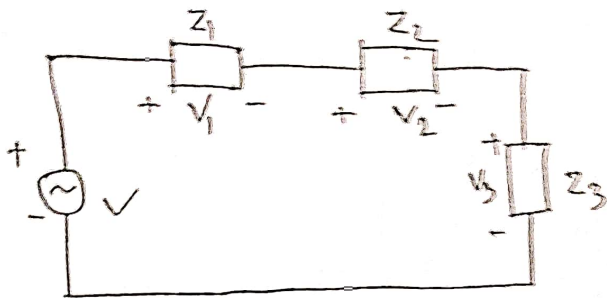 Z1 Z2
+ V1 - + V2 -
+ + V3 Z3
- ~ V -